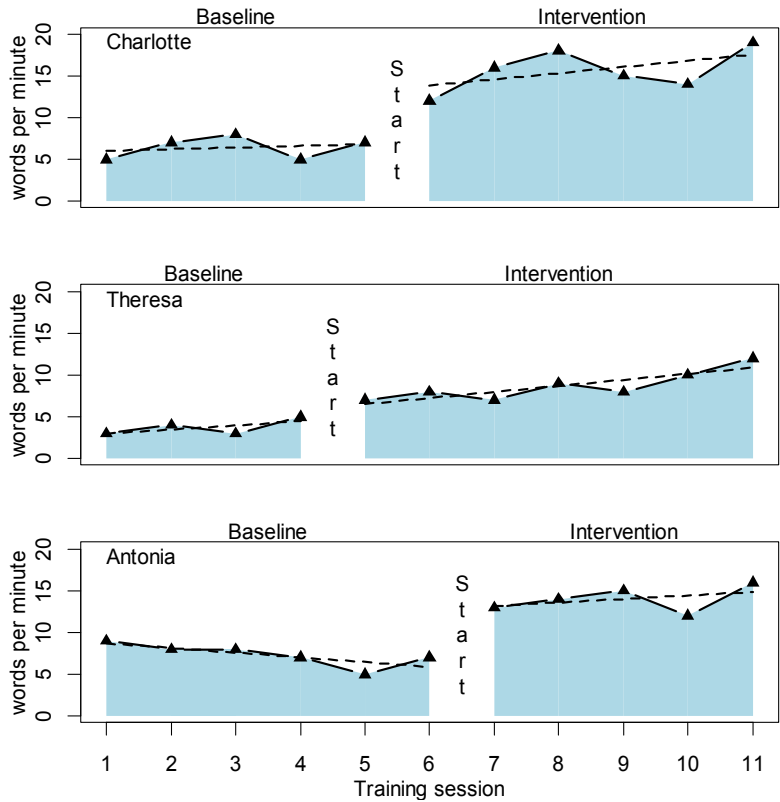 Baseline Intervention
words per minute
20
15
10
5
0
Charlotte
S
t
a
r
t
Baseline Intervention
words per minute
20
15
10
5
0
Theresa
S
t
a
r
t
Baseline Intervention
words per minute
20
15
10
5
0
Antonia
S
t
a
r
t
1 2 3 4 5 6 7 8 9 10 11
Training session